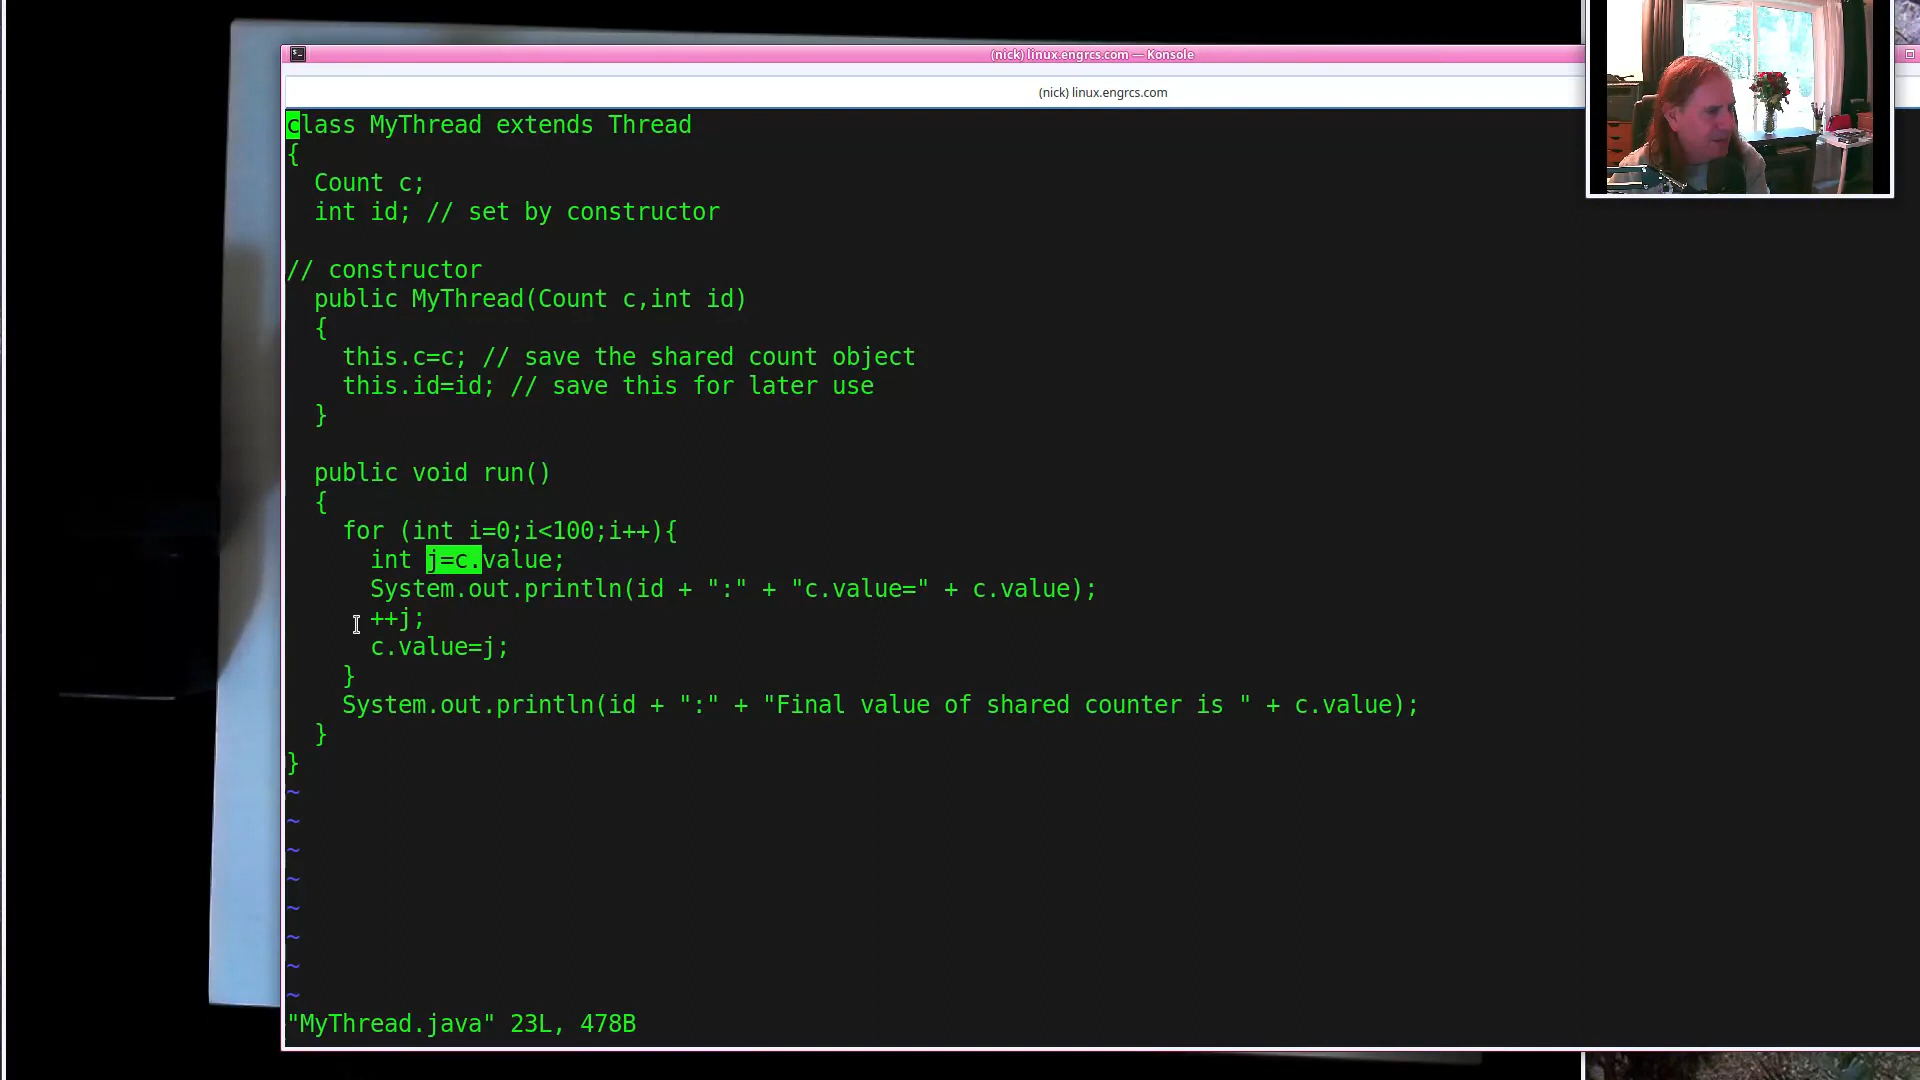 (nick) linux.engrcs.com — Konsole
(nick) linux.engrcs.com
class MyThread extends Thread
{
  Count c;
  int id; // set by constructor

// constructor
  public MyThread(Count c,int id)
  {
    this.c=c; // save the shared count object
    this.id=id; // save this for later use
  }

  public void run()
  {
    for (int i=0;i<100;i++){
      int j=c.value;
      System.out.println(id + ":" + "c.value=" + c.value);
      ++j;
      c.value=j;
    }
    System.out.println(id + ":" + "Final value of shared counter is " + c.value);
  }
}
~
~
~
~
~
~
~
~
"MyThread.java" 23L, 478B